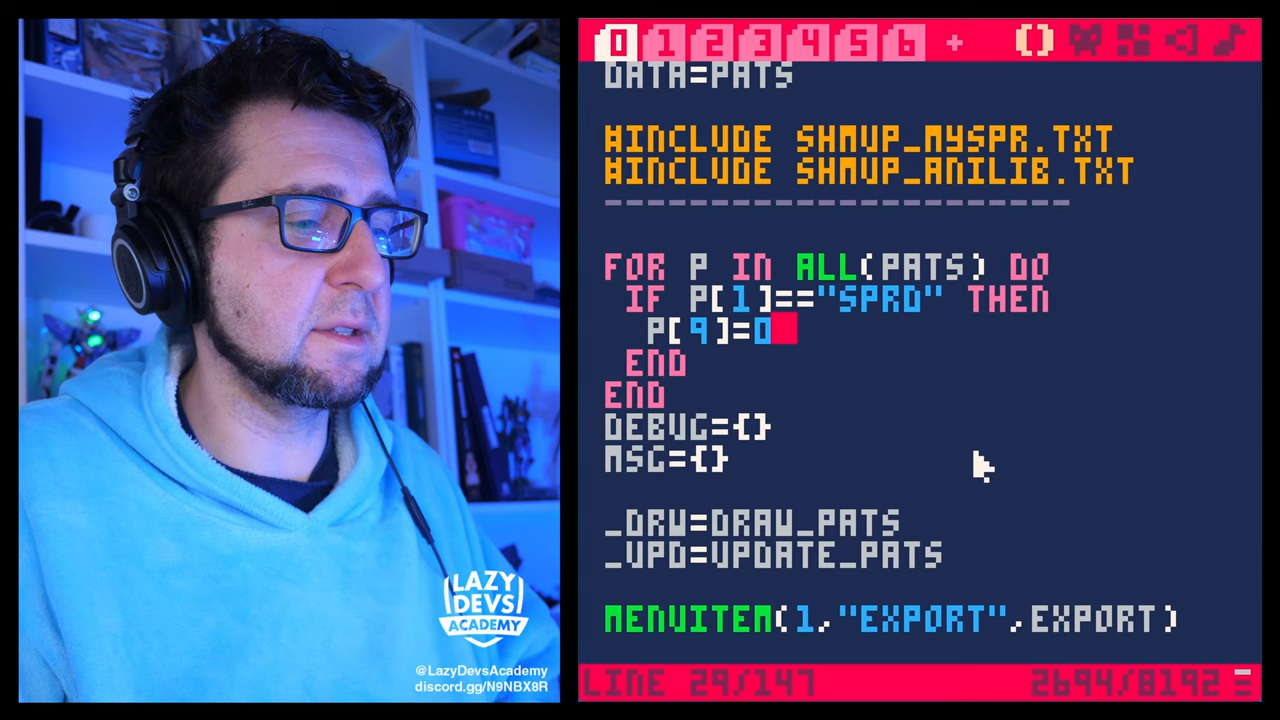 0 1 2 3 4 5 6 + {}
DATA=PATS
#INCLUDE SHMUP_MYSPR.TXT
#INCLUDE SHMUP_ANILIB.TXT
----------------------
FOR P IN ALL(PATS) DO
IF P[1]=="SPRD" THEN
P[9]=0
END
END
DEBUG={}
MSG={}
_DRW=DRAW_PATS
_UPD=UPDATE_PATS
MENUITEM(1,"EXPORT",EXPORT)
LINE 29/147
2694/8192
LAZY
DEVS
ACADEMY
@LazyDevsAcademy
discord.gg/N9NBX8R